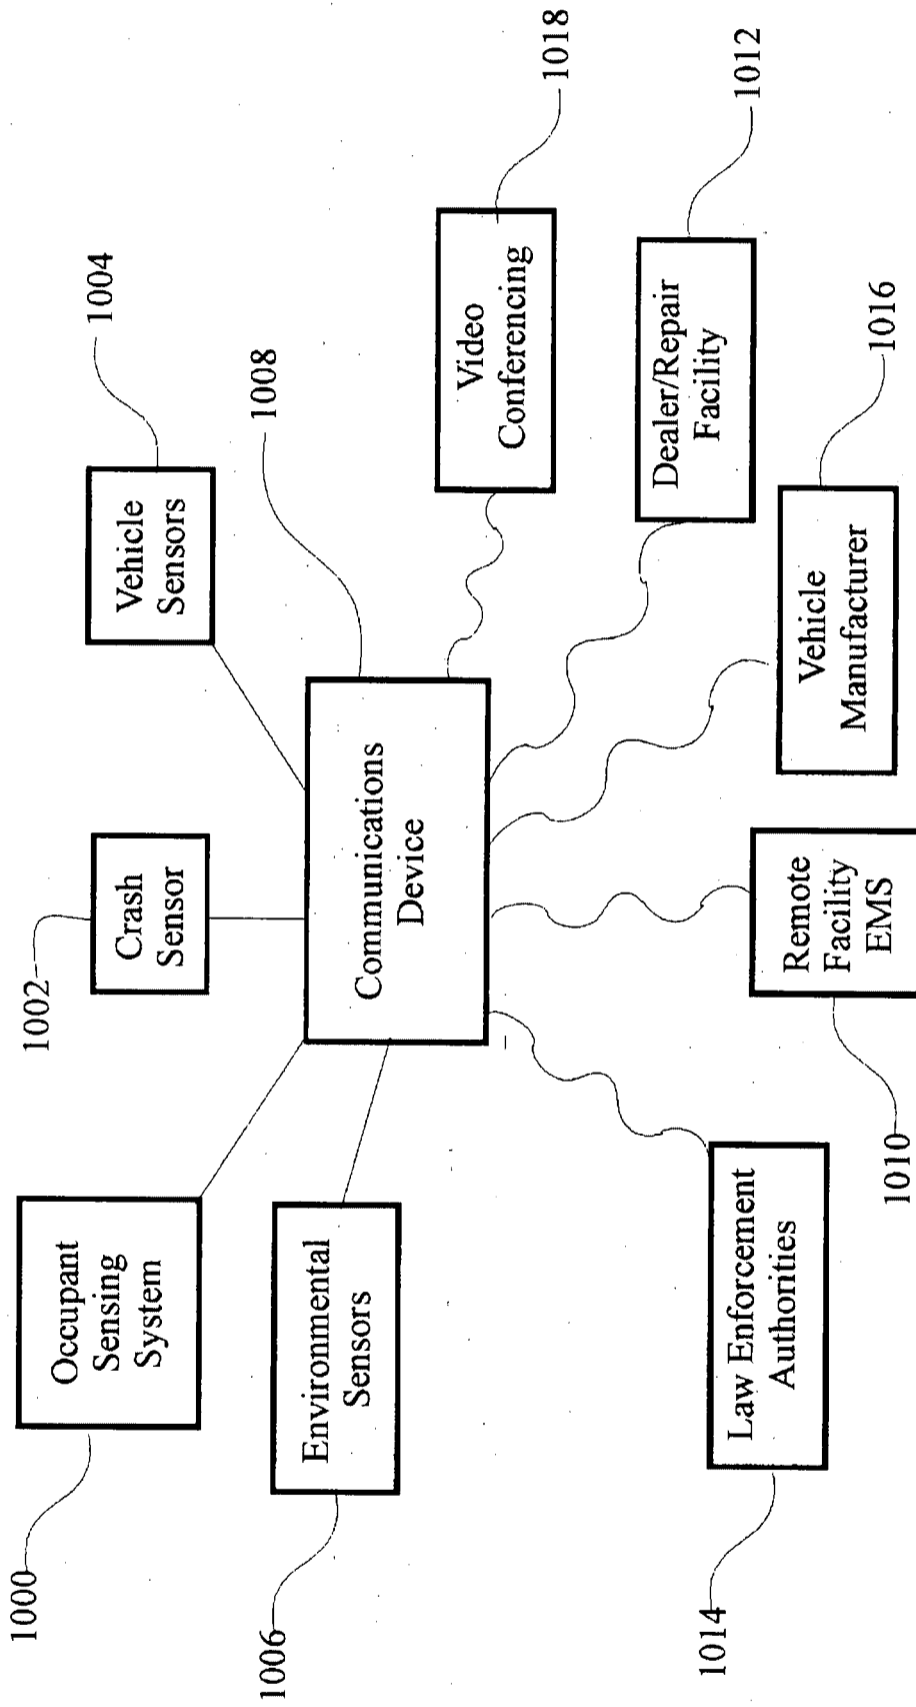 1000
Occupant
Sensing
System
1002
Crash
Sensor
Vehicle
Sensors
1004
1006
Environmental
Sensors
Communications
Device
1008
Video
Conferencing
1018
Dealer/Repair
Facility
1012
1014
Law Enforcement
Authorities
1010
Remote
Facility
EMS
Vehicle
Manufacturer
1016